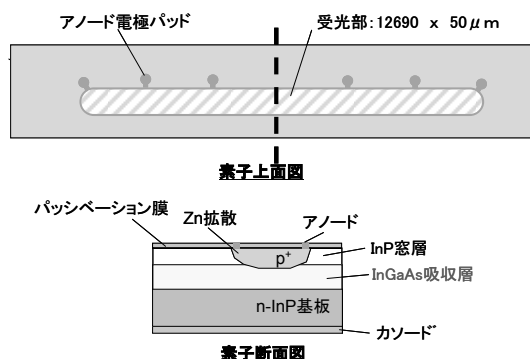 アノード電極パッド
受光部:12690 x 50μm
素子上面図
パッシベーション膜
Zn拡散
アノード
p+
InP窓層
InGaAs吸収層
n-InP基板
カソード
素子断面図